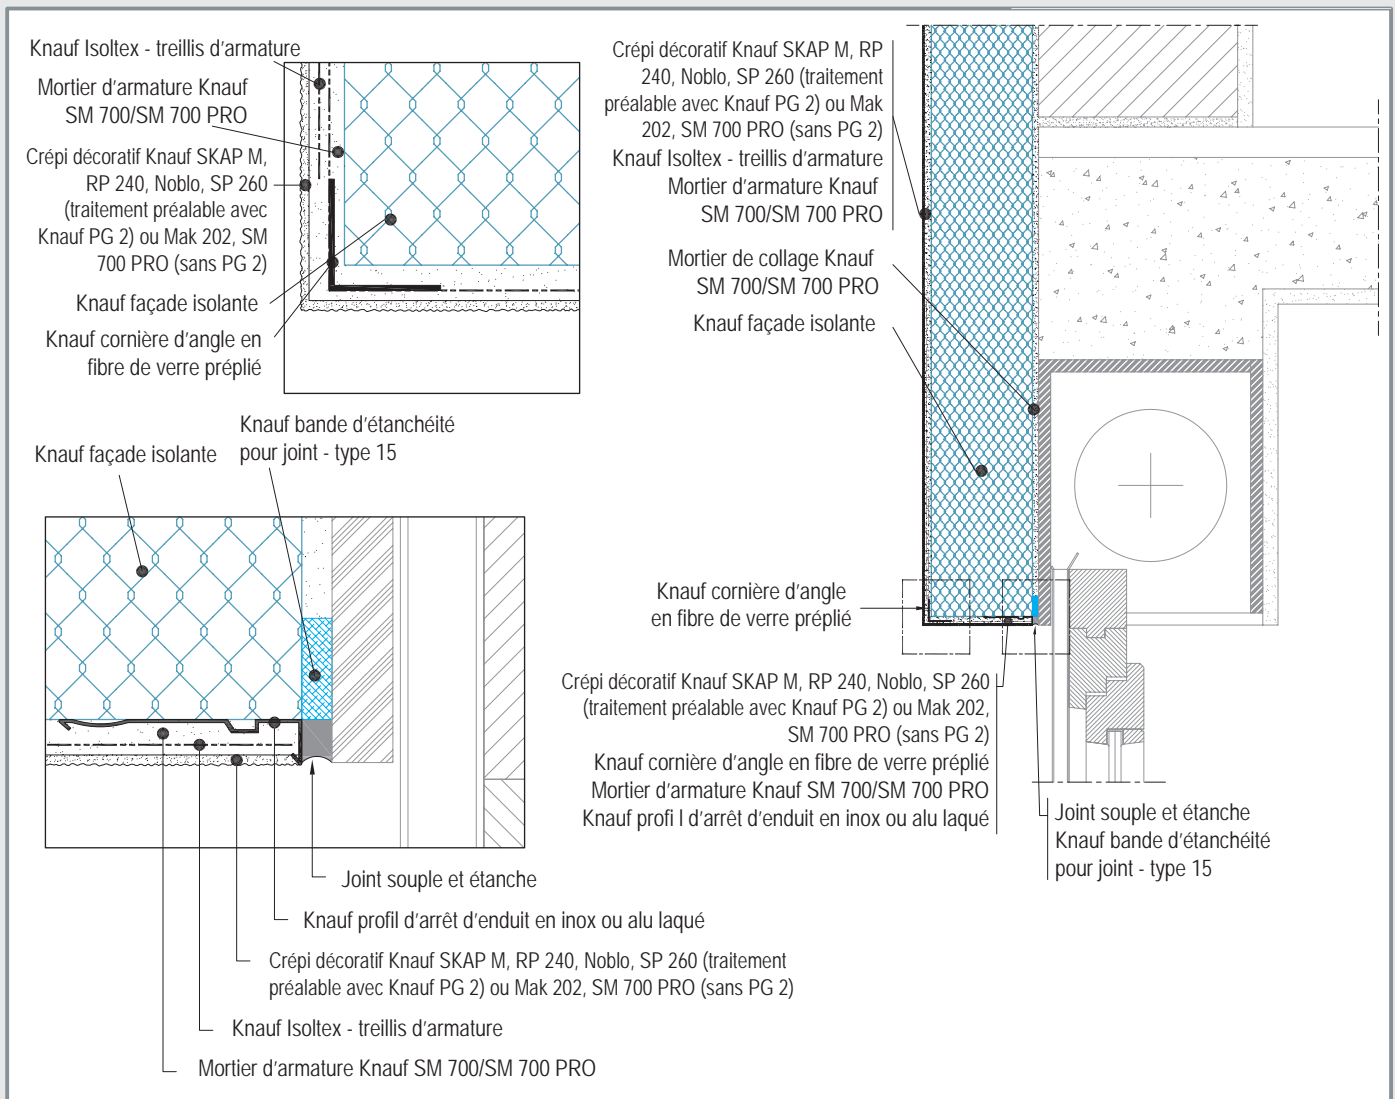 Knauf Isoltex - treillis d'armature
Mortier d'armature Knauf
SM 700/SM 700 PRO
Crépi décoratif Knauf SKAP M,
RP 240, Noblo, SP 260
(traitement préalable avec
Knauf PG 2) ou Mak 202, SM
700 PRO (sans PG 2)
Knauf façade isolante
Knauf cornière d'angle en
fibre de verre préplié
Knauf façade isolante
Knauf bande d'étanchéité
pour joint - type 15
Joint souple et étanche
Knauf profil d'arrêt d'enduit en inox ou alu laqué
Crépi décoratif Knauf SKAP M, RP 240, Noblo, SP 260 (traitement
préalable avec Knauf PG 2) ou Mak 202, SM 700 PRO (sans PG 2)
Knauf Isoltex - treillis d'armature
Mortier d'armature Knauf SM 700/SM 700 PRO
Crépi décoratif Knauf SKAP M, RP
240, Noblo, SP 260 (traitement
préalable avec Knauf PG 2) ou Mak
202, SM 700 PRO (sans PG 2)
Knauf Isoltex - treillis d'armature
Mortier d'armature Knauf
SM 700/SM 700 PRO
Mortier de collage Knauf
SM 700/SM 700 PRO
Knauf façade isolante
Knauf cornière d'angle
en fibre de verre préplié
Crépi décoratif Knauf SKAP M, RP 240, Noblo, SP 260
(traitement préalable avec Knauf PG 2) ou Mak 202,
SM 700 PRO (sans PG 2)
Knauf cornière d'angle en fibre de verre préplié
Mortier d'armature Knauf SM 700/SM 700 PRO
Knauf profi l d'arrêt d'enduit en inox ou alu laqué
Joint souple et étanche
Knauf bande d'étanchéité
pour joint - type 15